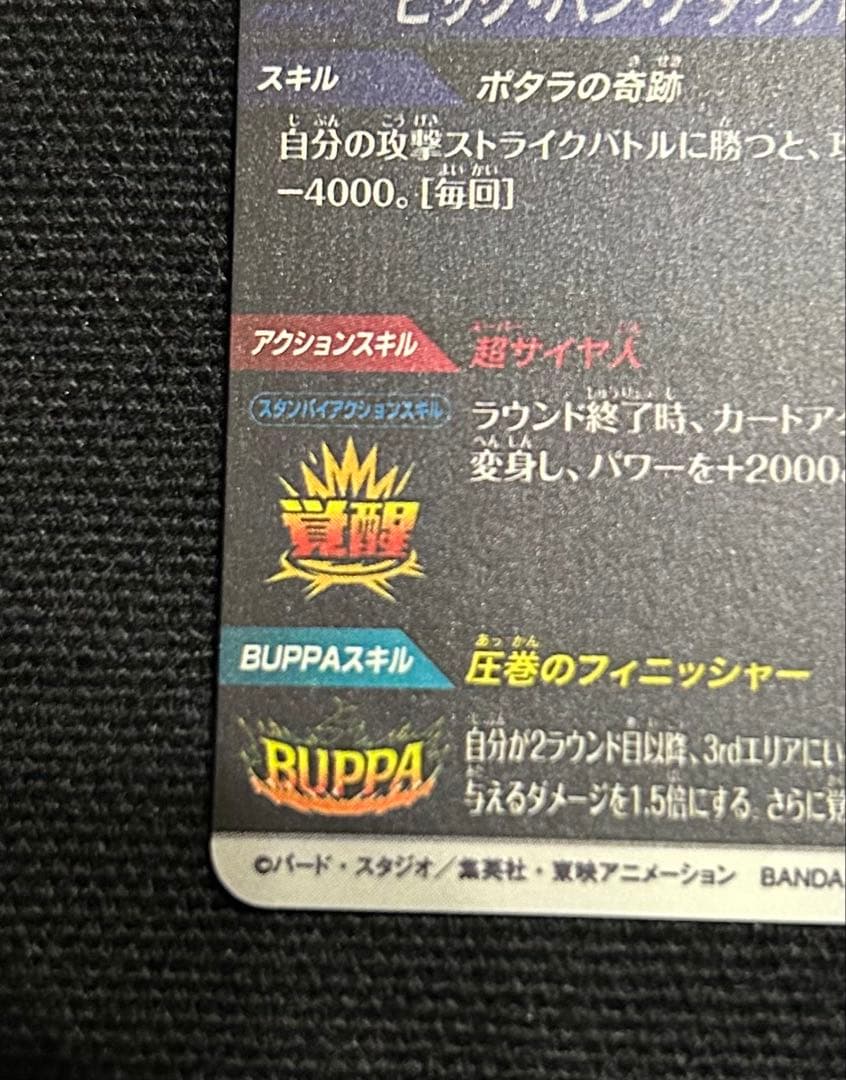 スキル ポタラの奇跡
自分の攻撃ストライクバトルに勝つと、
−4000。[毎回]
アクションスキル 超サイヤ人
スタンバイアクションスキル
ラウンド終了時、カードア
変身し、パワーを+2000
覚醒
BUPPAスキル 圧巻のフィニッシャー
BUPPA
自分が2ラウンド目以降、3rdエリアにい
与えるダメージを1.5倍にする。さらに覚
©バード・スタジオ／集英社・東映アニメーション BANDA